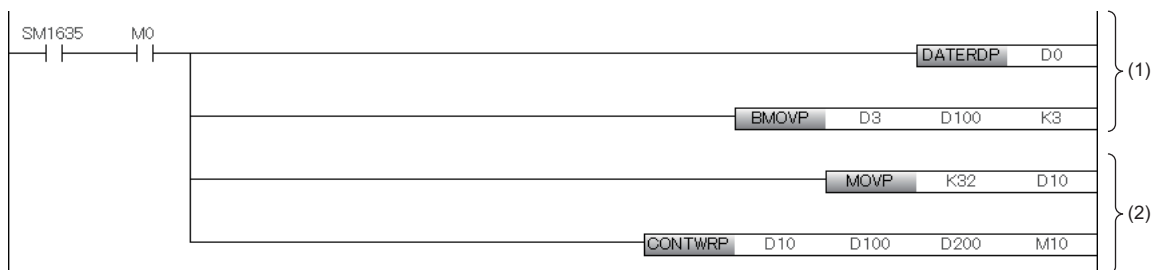 SM1635 M0
DATERDP D0
(1)
BMOVP D3 D100 K3
MOVP K32 D10
(2)
CONTWRP D10 D100 D200 M10